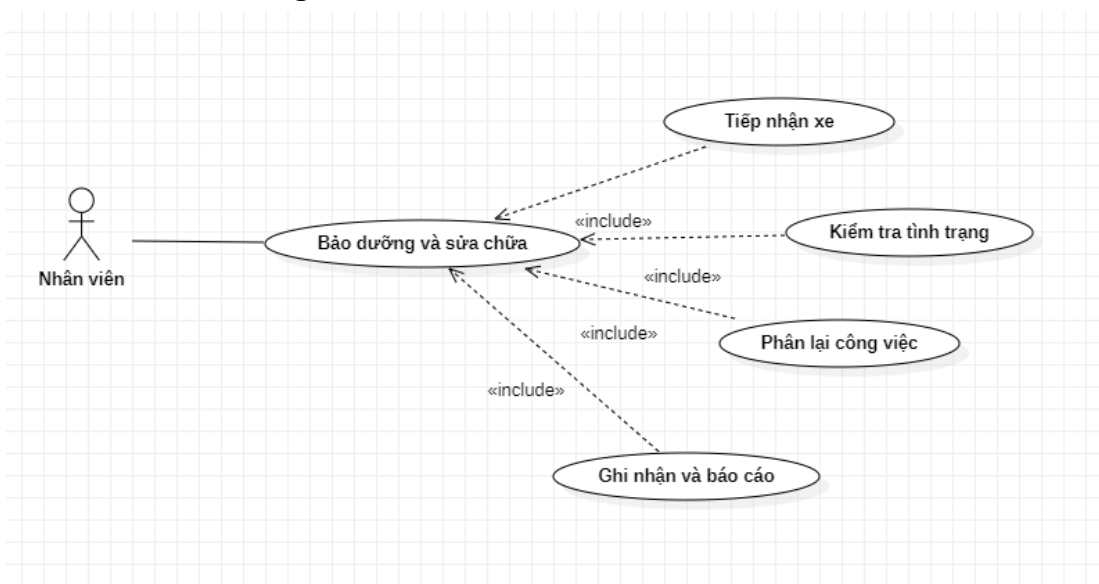 Tiếp nhận xe
«include»
Kiểm tra tình trạng
Bảo dưỡng và sửa chữa
Nhân viên
«include»
«include»
Phân lại công việc
«include»
Ghi nhận và báo cáo